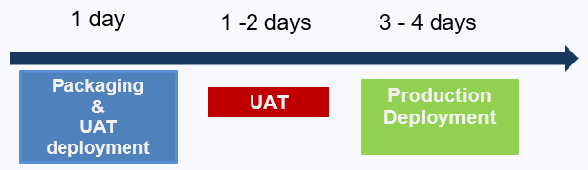 1 day
1 -2 days
3 - 4 days
Packaging
&
UAT
deployment
UAT
Production
Deployment